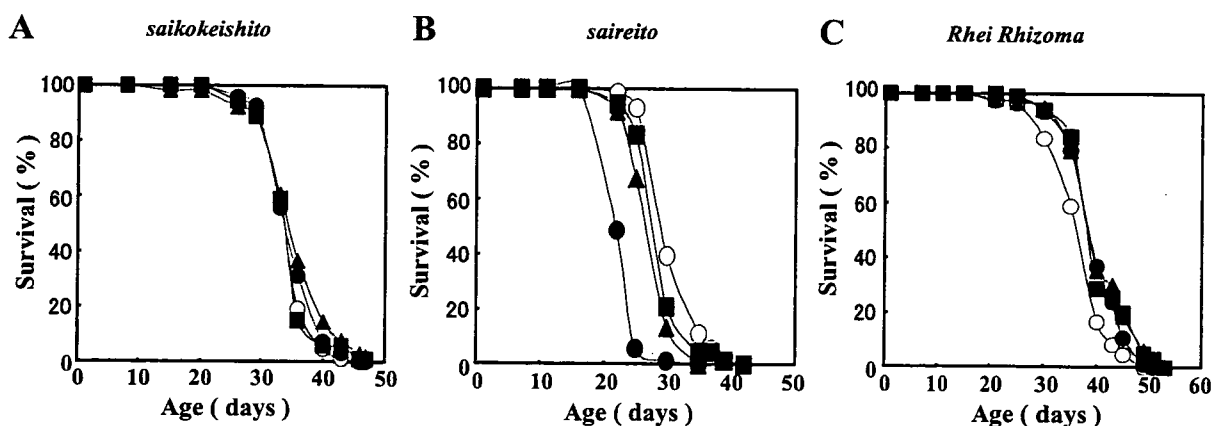 A saikokeishito
B saireito
C Rhei Rhizoma
Survival ( % )
100
80
60
40
20
0
0 10 20 30 40 50
Age ( days )
Survival ( % )
100
80
60
40
20
0
0 10 20 30 40 50
Age ( days )
Survival ( % )
100
80
60
40
20
0
0 10 20 30 40 50 60
Age ( days )